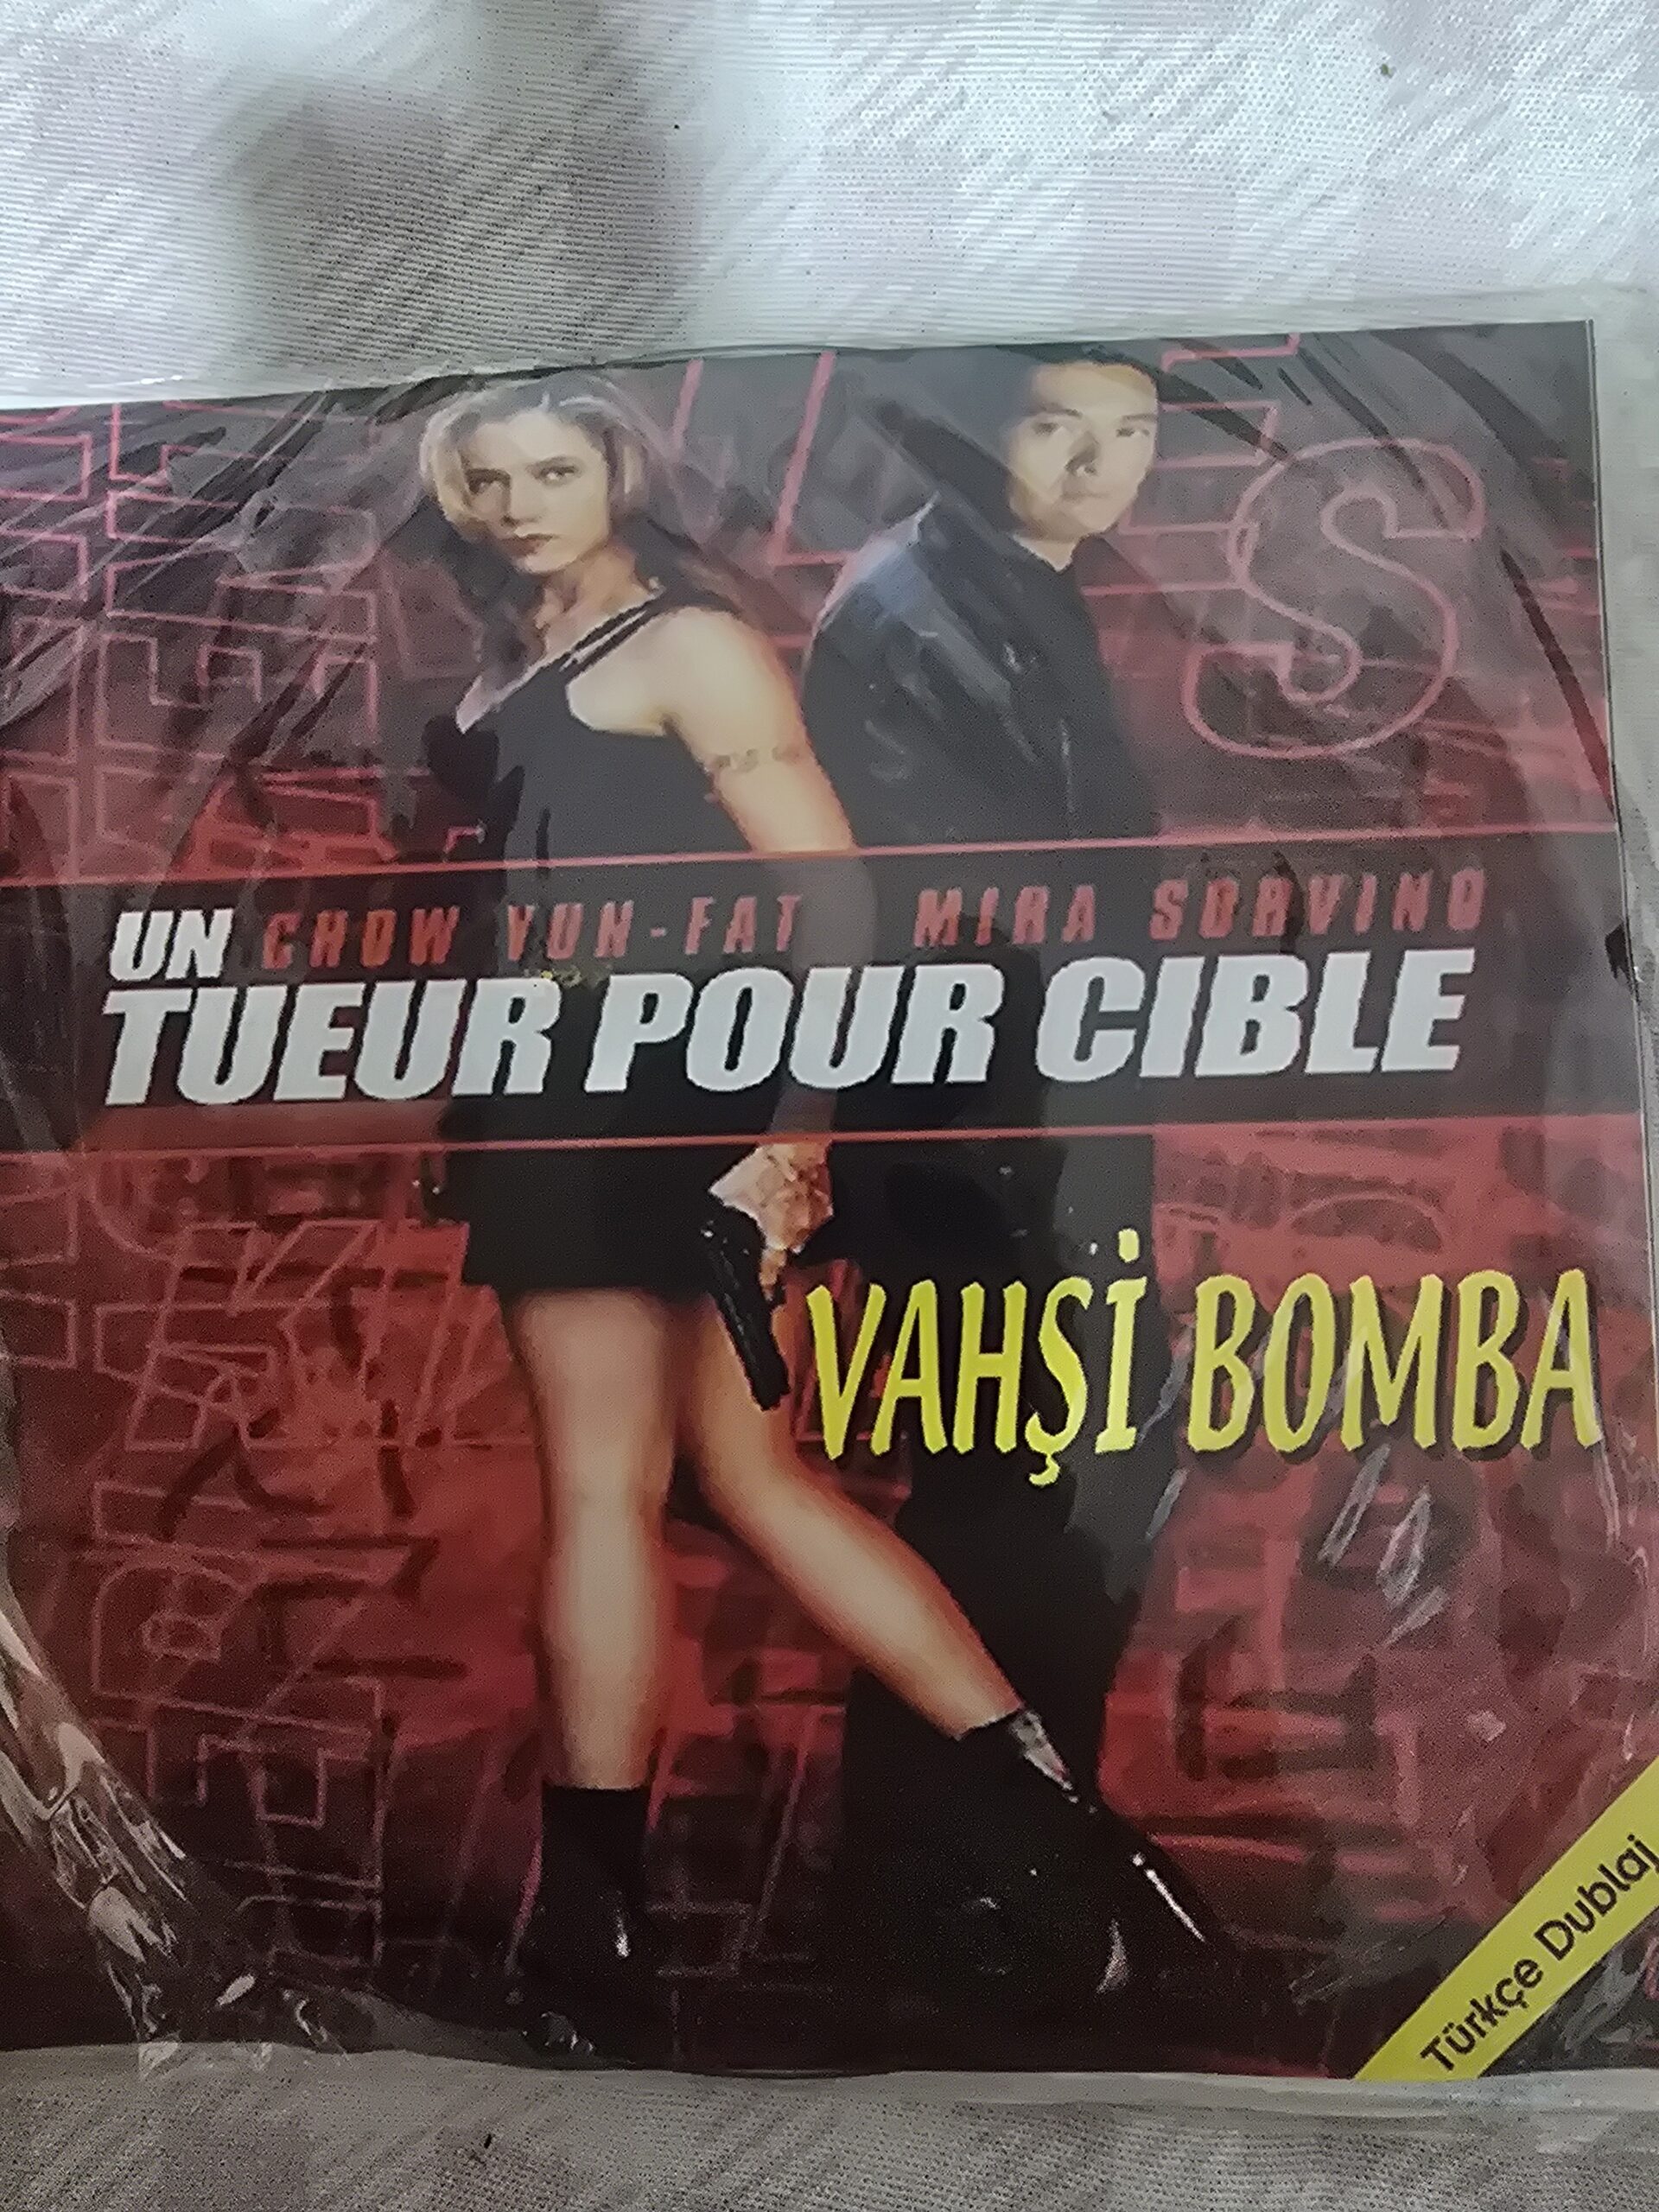 CHOW YUN-FAT MIRA SORVINO
UN
TUEUR POUR CIBLE
VAHŞİ BOMBA
Türkçe Dublaj
S